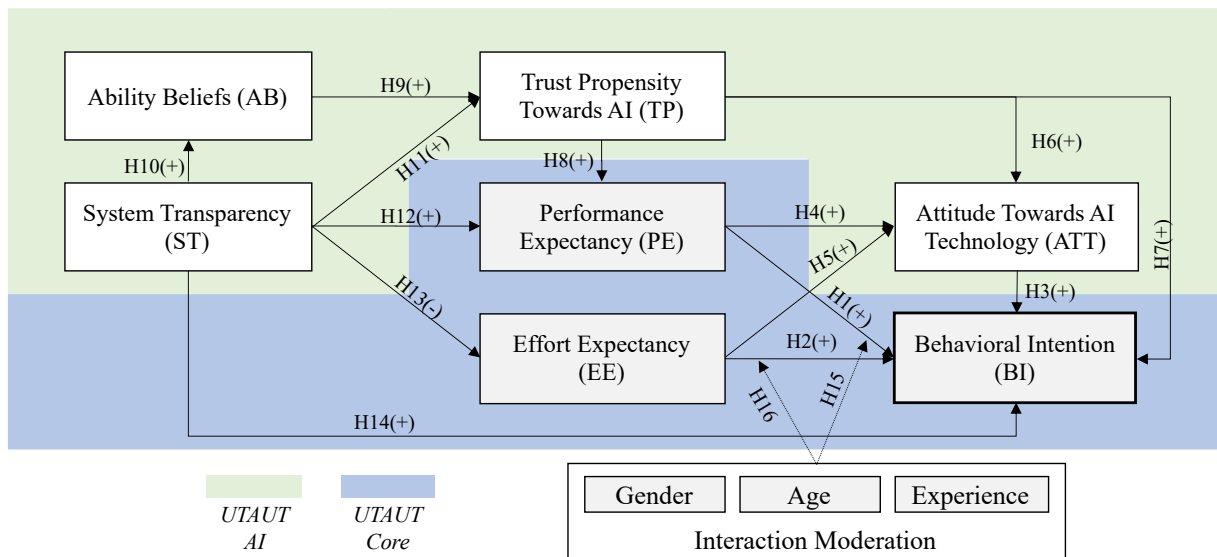 Ability Beliefs (AB)
H9(+)
Trust Propensity
Towards AI (TP)
H10(+)
H11(+)
H8(+)
H6(+)
H7(+)
System Transparency
(ST)
H12(+)
Performance
Expectancy (PE)
H4(+)
Attitude Towards AI
Technology (ATT)
H5(+)
H13(-)
H1(+)
H3(+)
Effort Expectancy
(EE)
H2(+)
Behavioral Intention
(BI)
H16
H15
H14(+)
UTAUT
AI
UTAUT
Core
Gender
Age
Experience
Interaction Moderation